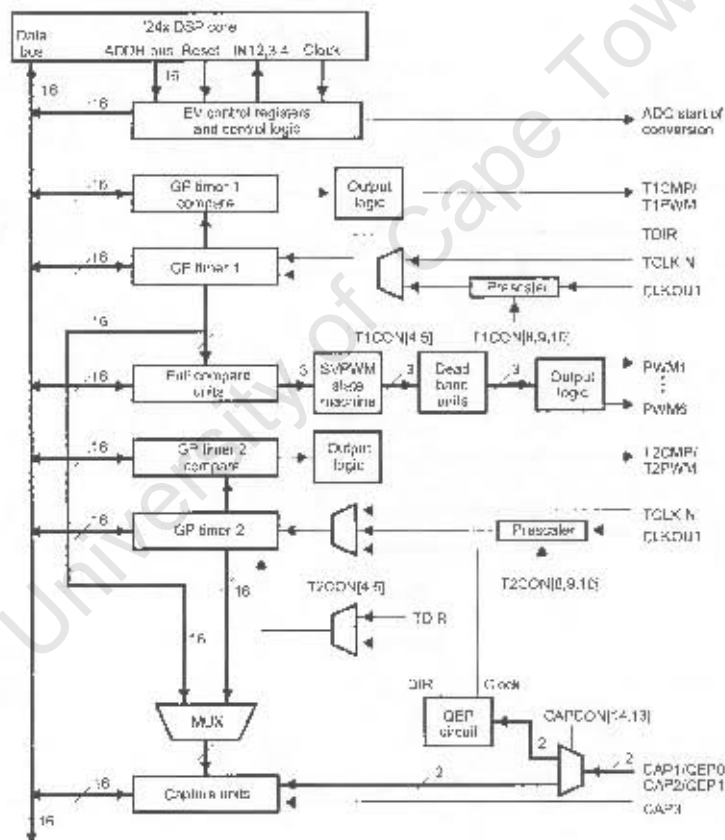 '24x DSP core
Data bus
ADDR bus Reset INT2,3,4 Clock
16
16
16
EV control registers and control logic
ADC start of conversion
16
GP timer 1 compare
Output logic
T1CMP/
T1PWM
TDIR
16
GP timer 1
TCLKIN
Prescaler
CLKOUT
16
T1CON[4,5]
T1CON[8,9,10]
16
Full compare units
3
SVPWM state machine
3
Dead band units
3
Output logic
PWM1
PWM6
16
GP timer 2 compare
Output logic
T2CMP/
T2PWM
TCLKIN
16
GP timer 2
Prescaler
CLKOUT
T2CON[4,5]
T2CON[8,9,10]
16
TDIR
16
DIR
Clock
MUX
QEP circuit
CAPCON[14,13]
2
2
CAP1/QEP0
CAP2/QEP1
16
Capture units
2
CAP3
16
University of Cape Tow